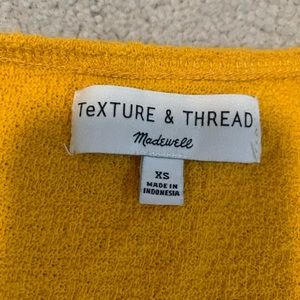 TeXTURE & THREAD
Madewell
XS
MADE IN
INDONESIA